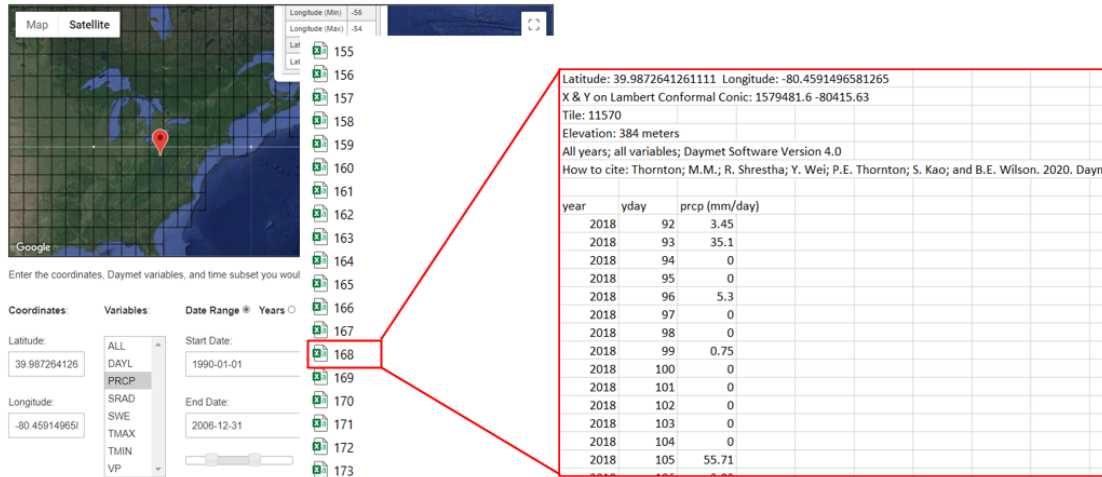 Map Satellite
Longitude (Min) -56
Longitude (Max) -54
Google
Enter the coordinates, Daymet variables, and time subset you woul
Coordinates: Variables: Date Range Years
Latitude:
39.987264126
Longitude:
-80.45914965
ALL
DAYL
PRCP
SRAD
SWE
TMAX
TMIN
VP
Start Date:
1990-01-01
End Date:
2006-12-31
155
156
157
158
159
160
161
162
163
164
165
166
167
168
169
170
171
172
173
Latitude: 39.9872641261111 Longitude: -80.4591496581265
X & Y on Lambert Conformal Conic: 1579481.6 -80415.63
Tile: 11570
Elevation: 384 meters
All years; all variables; Daymet Software Version 4.0
How to cite: Thornton; M.M.; R. Shrestha; Y. Wei; P.E. Thornton; S. Kao; and B.E. Wilson. 2020. Daym
year yday prcp (mm/day)
2018 92 3.45
2018 93 35.1
2018 94 0
2018 95 0
2018 96 5.3
2018 97 0
2018 98 0
2018 99 0.75
2018 100 0
2018 101 0
2018 102 0
2018 103 0
2018 104 0
2018 105 55.71